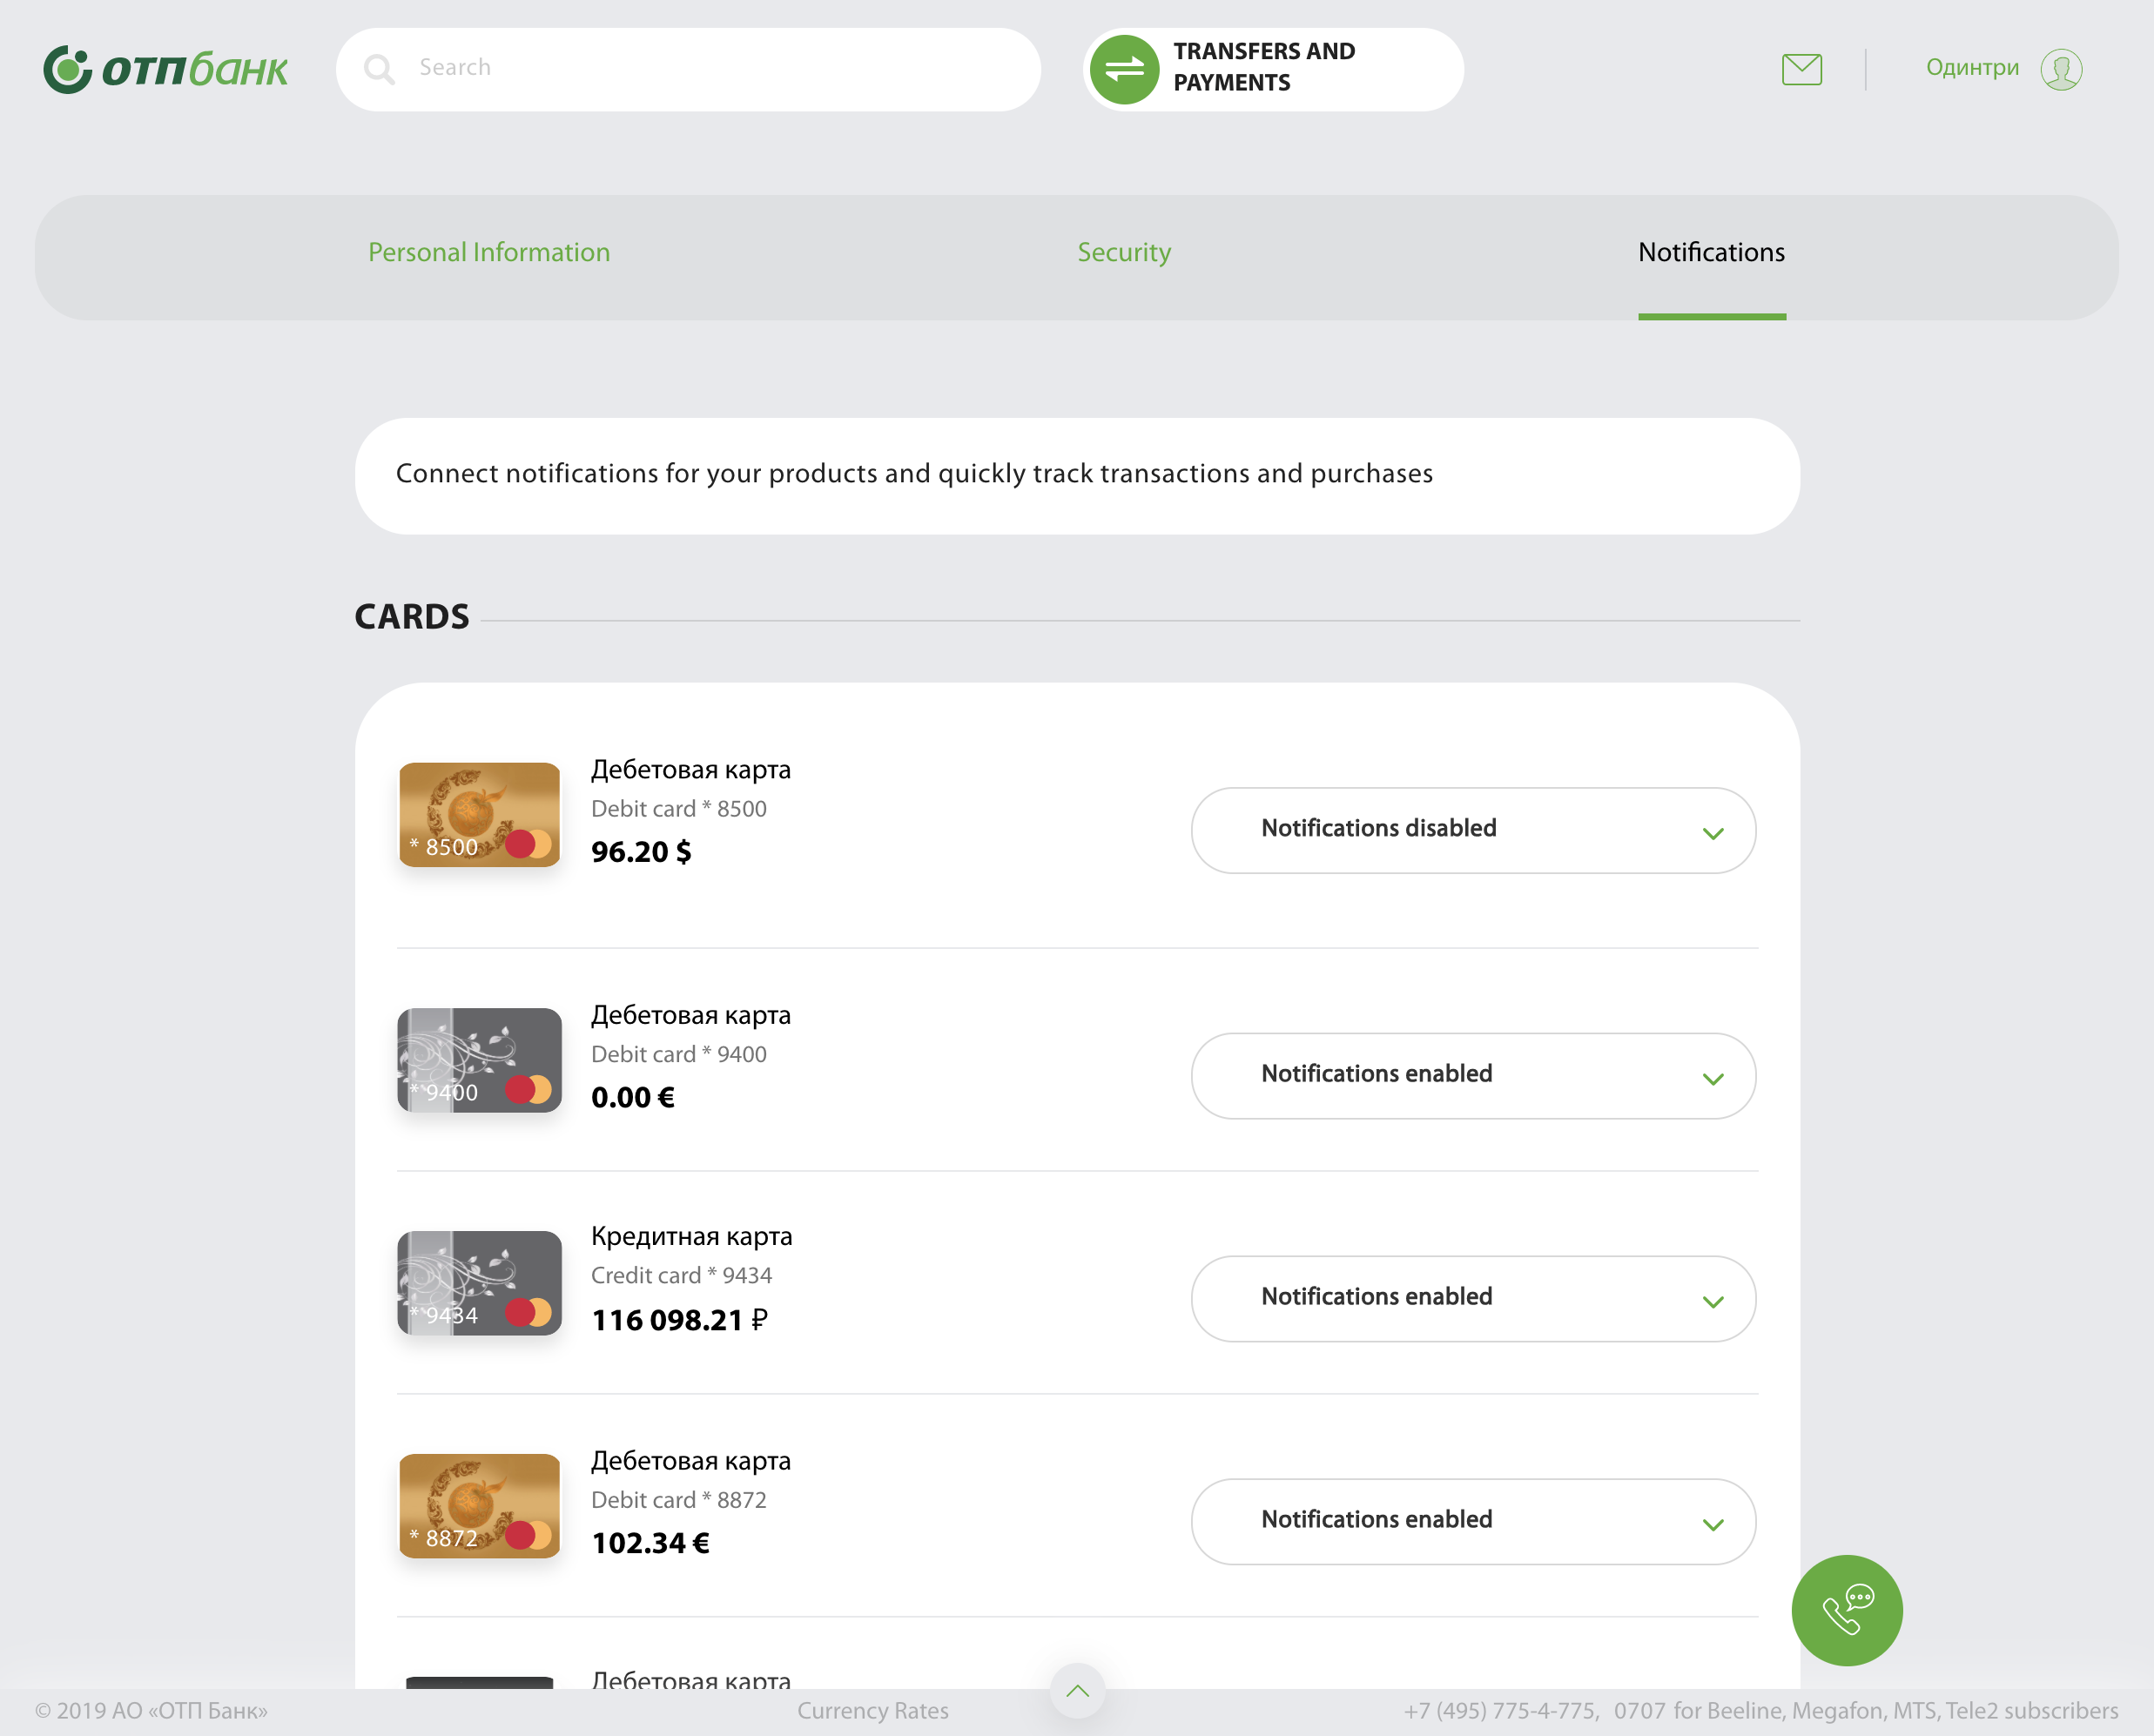 ОТПбанк
Search
TRANSFERS AND
PAYMENTS
Одинтри
Personal Information
Security
Notifications
Connect notifications for your products and quickly track transactions and purchases
CARDS
* 8500
Дебетовая карта
Debit card * 8500
96.20 $
Notifications disabled
* 9400
Дебетовая карта
Debit card * 9400
0.00 €
Notifications enabled
* 9434
Кредитная карта
Credit card * 9434
116 098.21 ₽
Notifications enabled
* 8872
Дебетовая карта
Debit card * 8872
102.34 €
Notifications enabled
Дебетовая карта
© 2019 АО «ОТП Банк»
Currency Rates
+7 (495) 775-4-775, 0707 for Beeline, Megafon, MTS, Tele2 subscribers